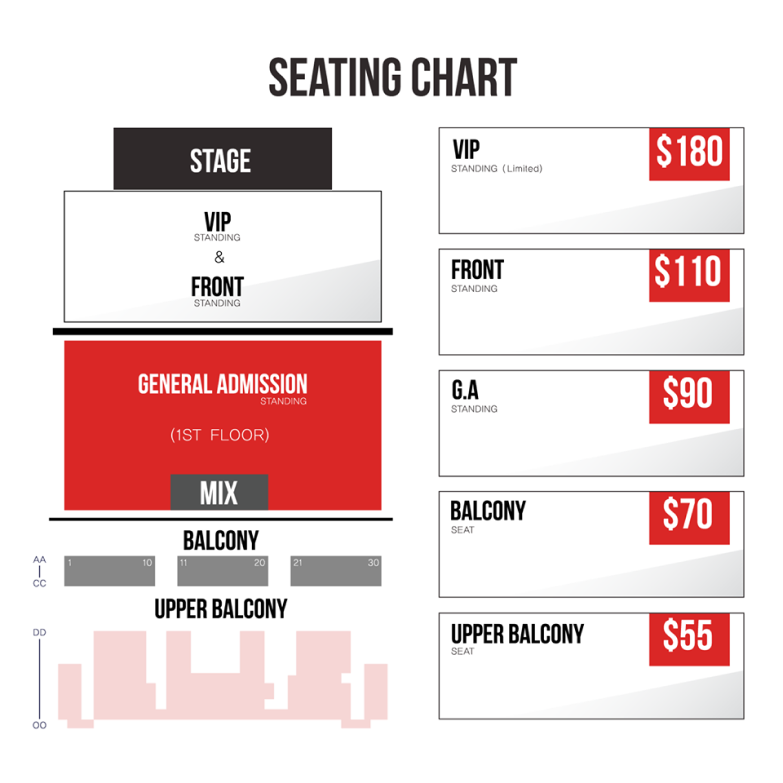 SEATING CHART
STAGE
VIP
STANDING
&
FRONT
STANDING
GENERAL ADMISSION
STANDING
(1ST FLOOR)
MIX
BALCONY
AA
CC
1 10 11 20 21 30
UPPER BALCONY
DD
OO
VIP
STANDING (Limited)
$180
FRONT
STANDING
$110
G.A
STANDING
$90
BALCONY
SEAT
$70
UPPER BALCONY
SEAT
$55